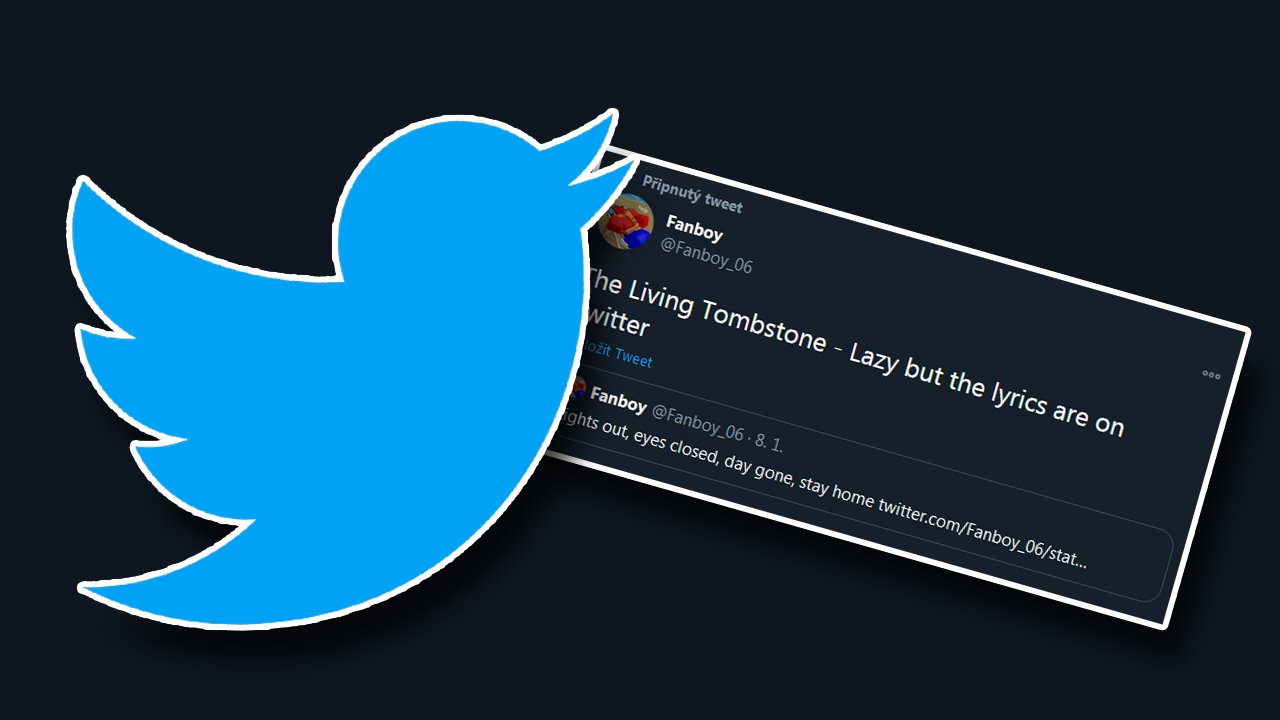 Připnutý tweet
Fanboy
@Fanboy_06
The Living Tombstone - Lazy but the lyrics are on
witter
ožit Tweet
Fanboy @Fanboy_06 · 8. 1.
ights out, eyes closed, day gone, stay home twitter.com/Fanboy_06/stat...